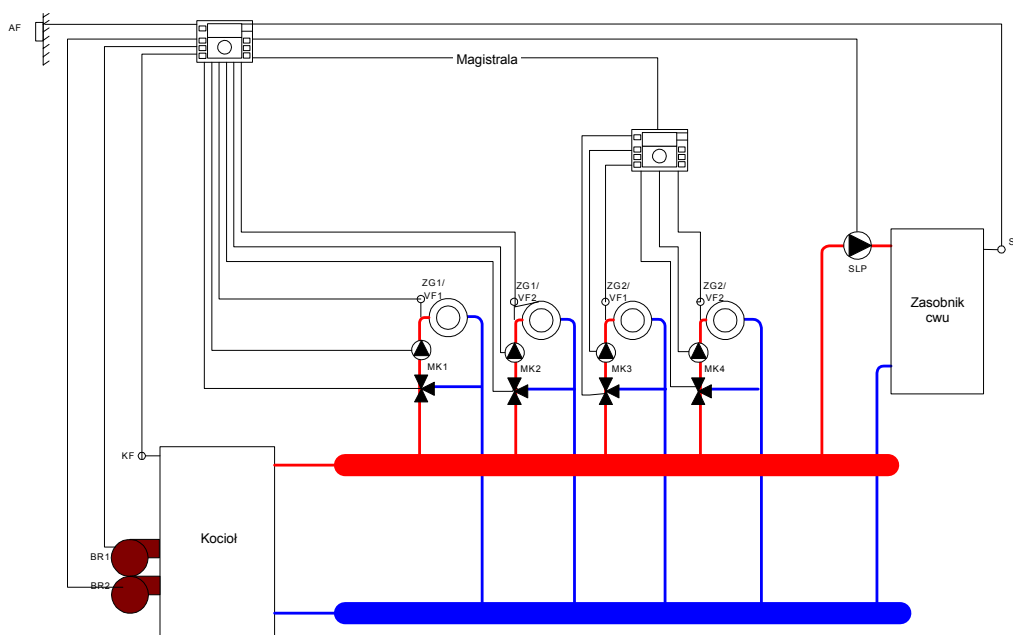 AF
Magistrala
S
SLP
Zasobnik
cwu
ZG1/
VF1
ZG1/
VF2
ZG2/
VF1
ZG2/
VF2
MK1
MK2
MK3
MK4
KF
Kocioł
BR1
BR2